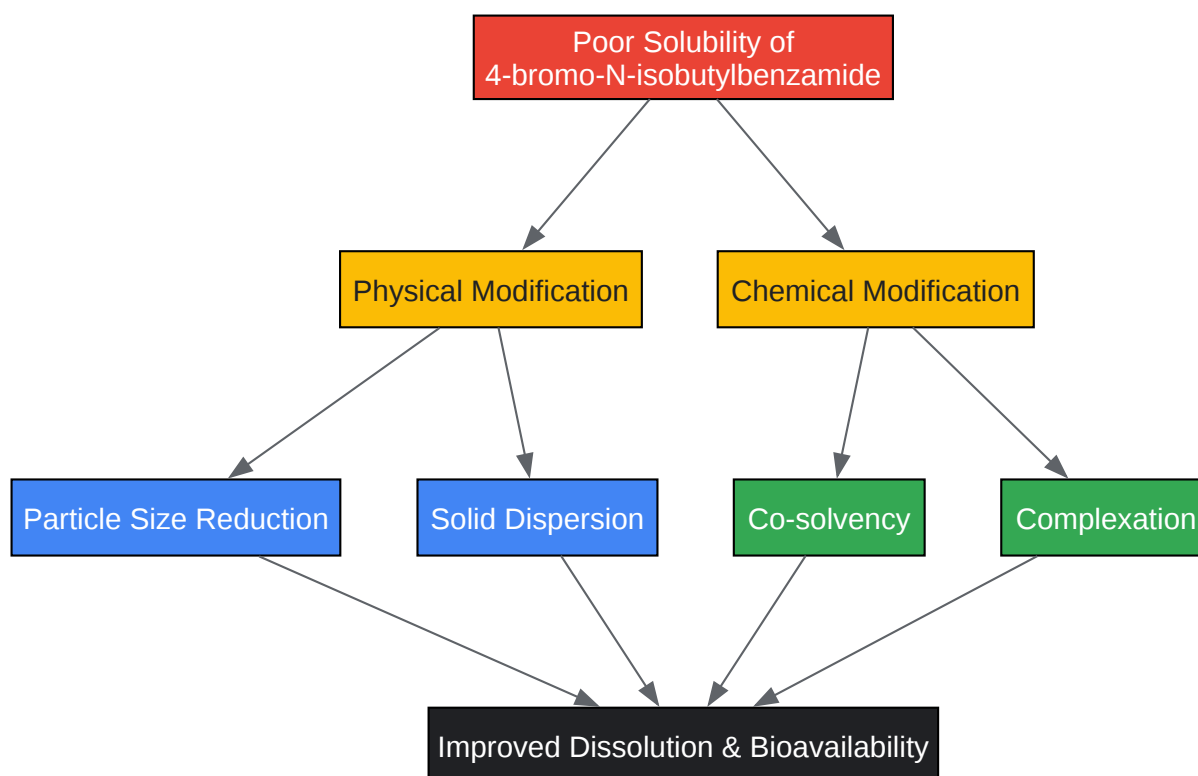 Poor Solubility of
4-bromo-N-isobutylbenzamide
Physical Modification
Chemical Modification
Particle Size Reduction
Solid Dispersion
Co-solvency
Complexation
Improved Dissolution & Bioavailability